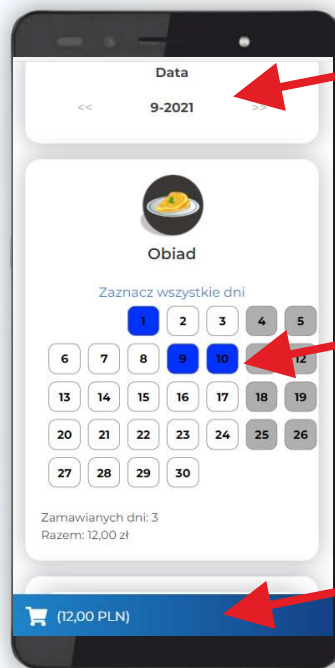 Data
<< 9-2021 >>
Obiad
Zaznacz wszystkie dni
1 2 3 4 5
6 7 8 9 10 12
13 14 15 16 17 18 19
20 21 22 23 24 25 26
27 28 29 30
Zamawianych dni: 3
Razem: 12,00 zł
(12,00 PLN)